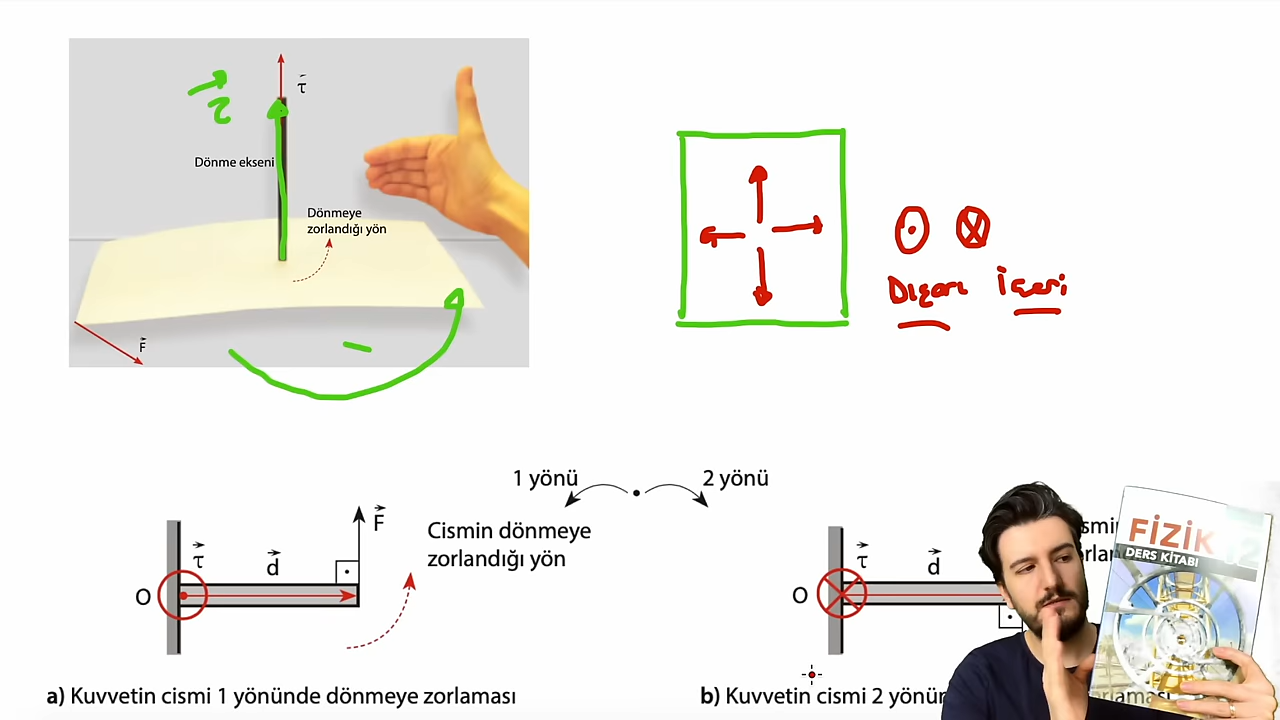 τ
τ
Dönme ekseni
Dönmeye
zorlandığı yön
F
Dışarı İçeri
1 yönü 2 yönü
F
Cismin dönmeye
zorlandığı yön
τ
d
O
τ
d
O
FİZİK 12
DERS KİTABI
a) Kuvvetin cismi 1 yönünde dönmeye zorlaması
b) Kuvvetin cismi 2